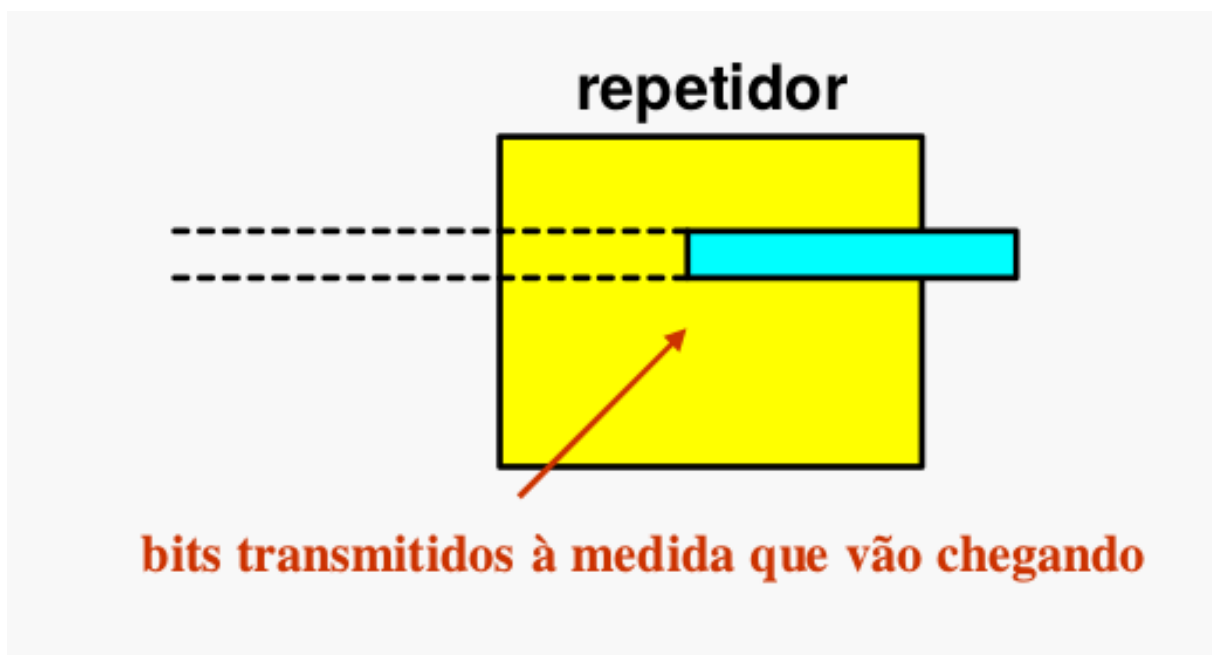 repetidor
bits transmitidos à medida que vão chegando